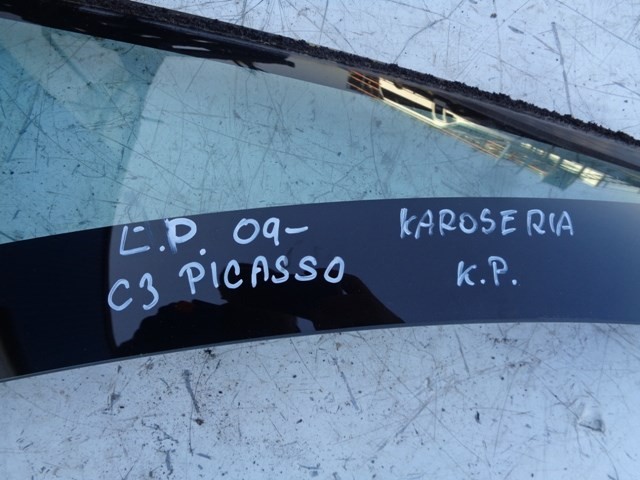 L.P. 09-
C3 PICASSO
KAROSERIA
K.P.